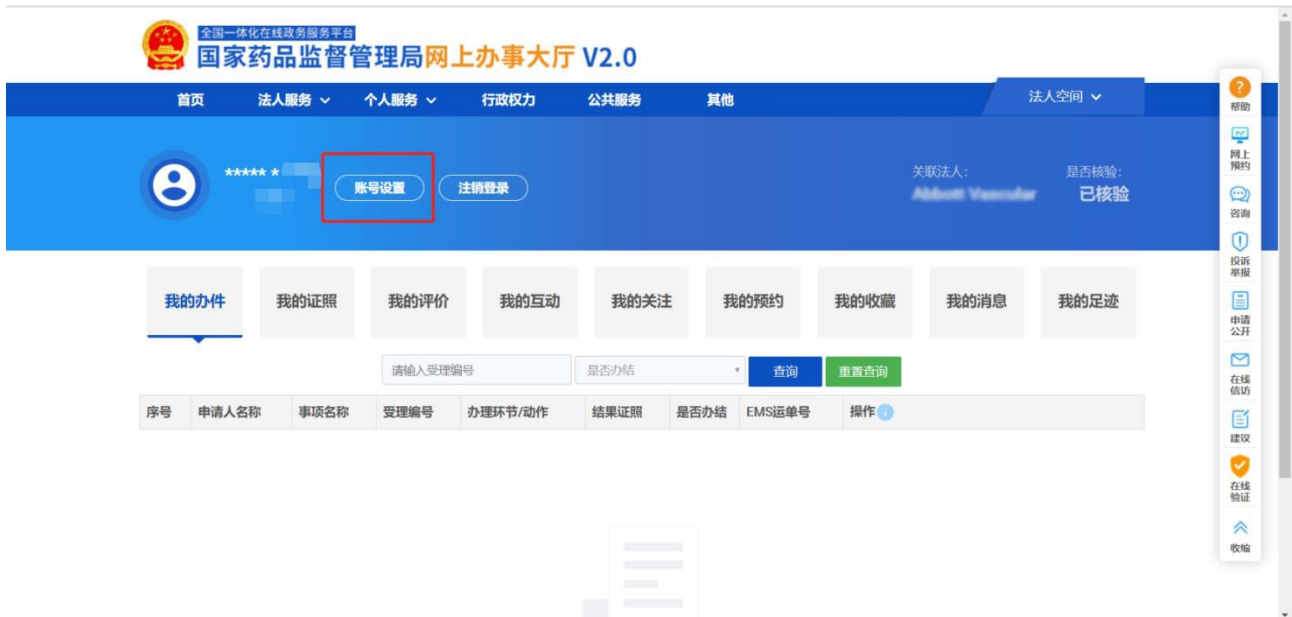 全国一体化在线政务服务平台
国家药品监督管理局网上办事大厅 V2.0
首页 法人服务 个人服务 行政权力 公共服务 其他 法人空间
***** *
账号设置 注销登录
关联法人: 是否核验:
Abbott Vascular 已核验
我的办件 我的证照 我的评价 我的互动 我的关注 我的预约 我的收藏 我的消息 我的足迹
请输入受理编号 是否办结 查询 重置查询
序号 申请人名称 事项名称 受理编号 办理环节/动作 结果证照 是否办结 EMS运单号 操作
帮助
网上
预约
咨询
投诉
举报
申请
公开
在线
信访
建议
在线
验证
收缩